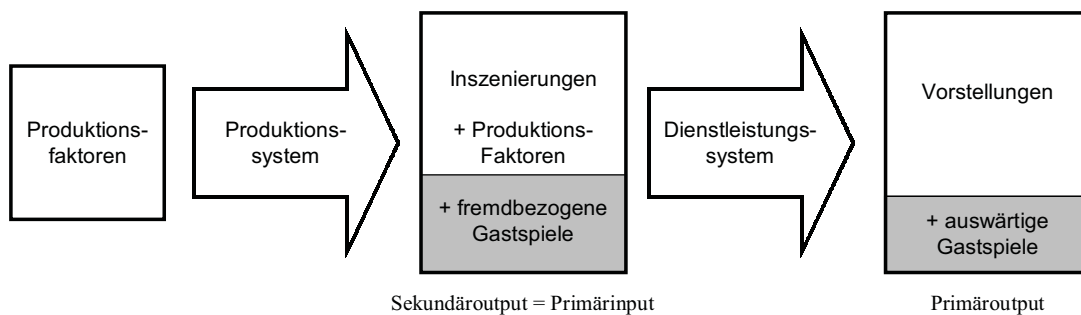 Produktions-
faktoren
Produktions-
system
Inszenierungen
+ Produktions-
Faktoren
+ fremdbezogene
Gastspiele
Dienstleistungs-
system
Vorstellungen
+ auswärtige
Gastspiele
Sekundäroutput = Primärinput
Primäroutput